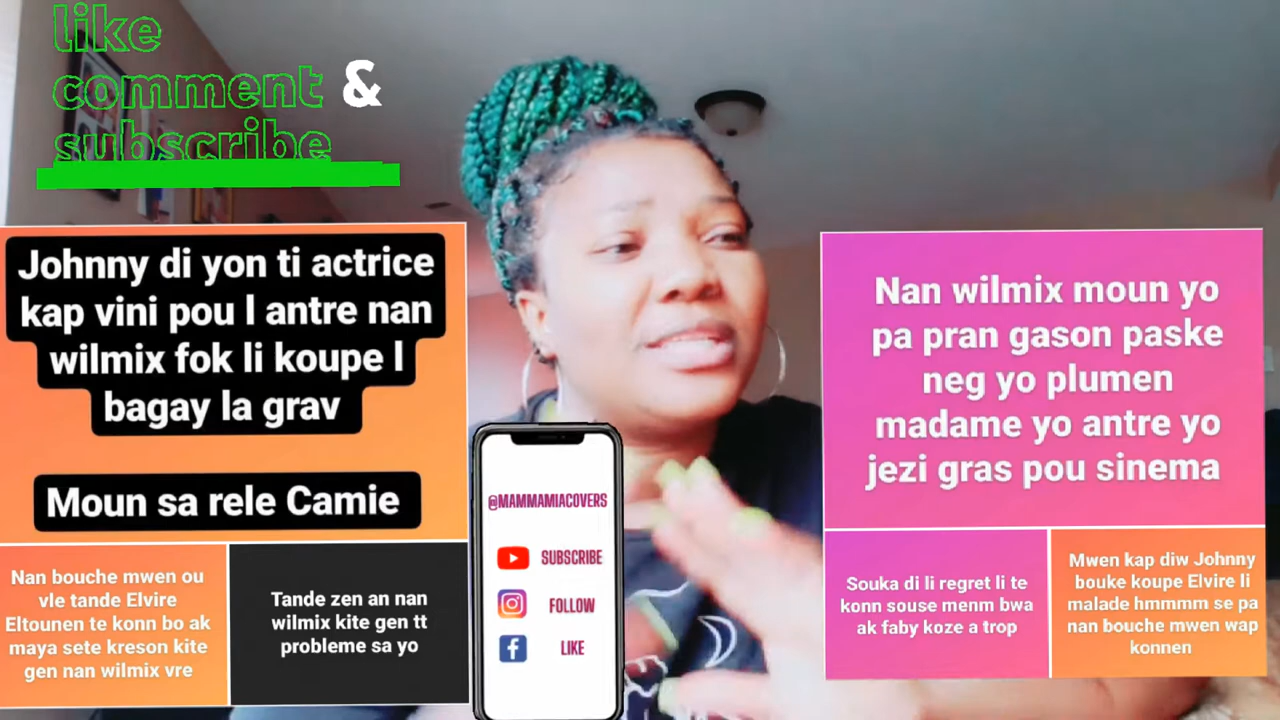 like
comment &
subscribe
Johnny di yon ti actrice
kap vini pou l antre nan
wilmix fok li koupe l
bagay la grav
Moun sa rele Camie
Nan bouche mwen ou
vle tande Elvire
Eltounen te konn bo ak
maya sete kreson kite
gen nan wilmix vre
Tande zen an nan
wilmix kite gen tt
probleme sa yo
@MAMMAMIACOVERS
SUBSCRIBE
FOLLOW
LIKE
Nan wilmix moun yo
pa pran gason paske
neg yo plumen
madame yo antre yo
jezi gras pou sinema
Souka di li regret li te
konn souse menm bwa
ak faby koze a trop
Mwen kap diw Johnny
bouke koupe Elvire li
malade hmmmm se pa
nan bouche mwen wap
konnen